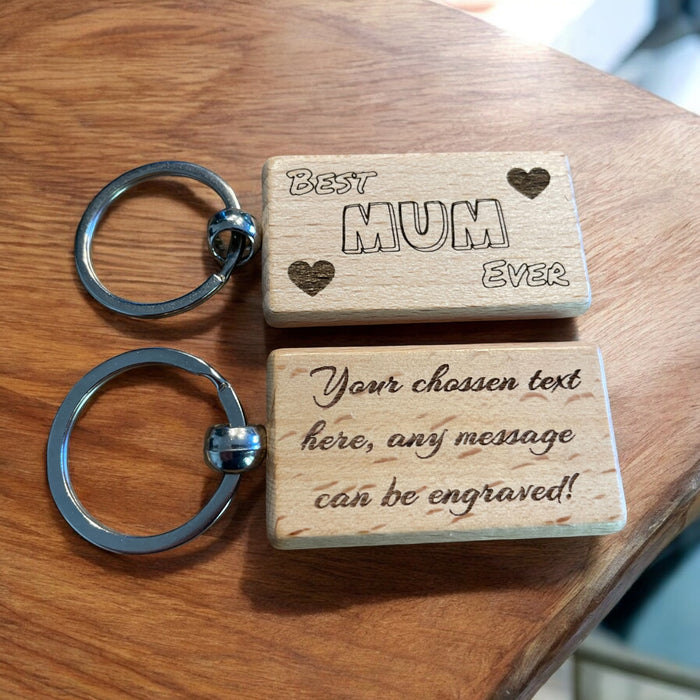 Best
MUM
Ever
Your chossen text
here, any message
can be engraved!